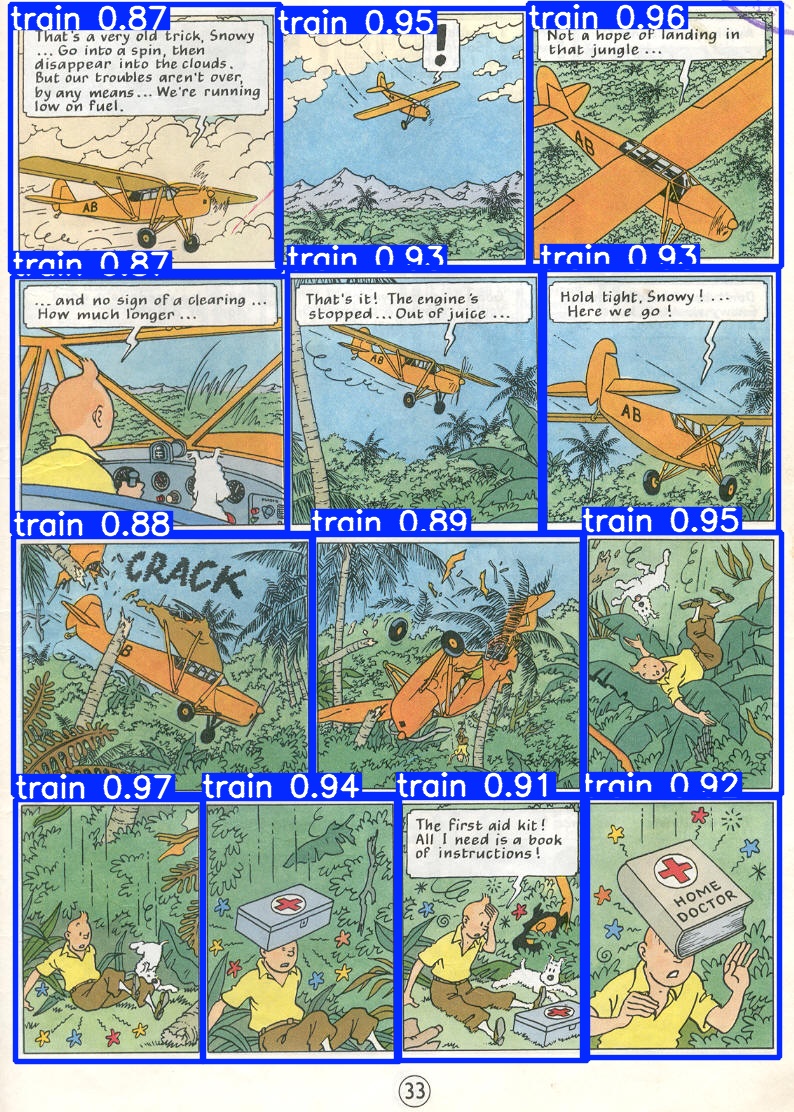 train 0.87
That's a very old trick, Snowy
... Go into a spin, then
disappear into the clouds.
But our troubles aren't over,
by any means... We're running
low on fuel.
AB
train 0.95
!
train 0.96
Not a hope of landing in
that jungle ...
AB
train 0.87
... and no sign of a clearing ...
How much longer ...
train 0.93
That's it! The engine's
stopped... Out of juice ...
AB
train 0.93
Hold tight, Snowy! ...
Here we go!
AB
train 0.88
CRACK
B
train 0.89
train 0.95
train 0.97
train 0.94
train 0.91
The first aid kit!
All I need is a book
of instructions!
train 0.92
HOME
DOCTOR
33